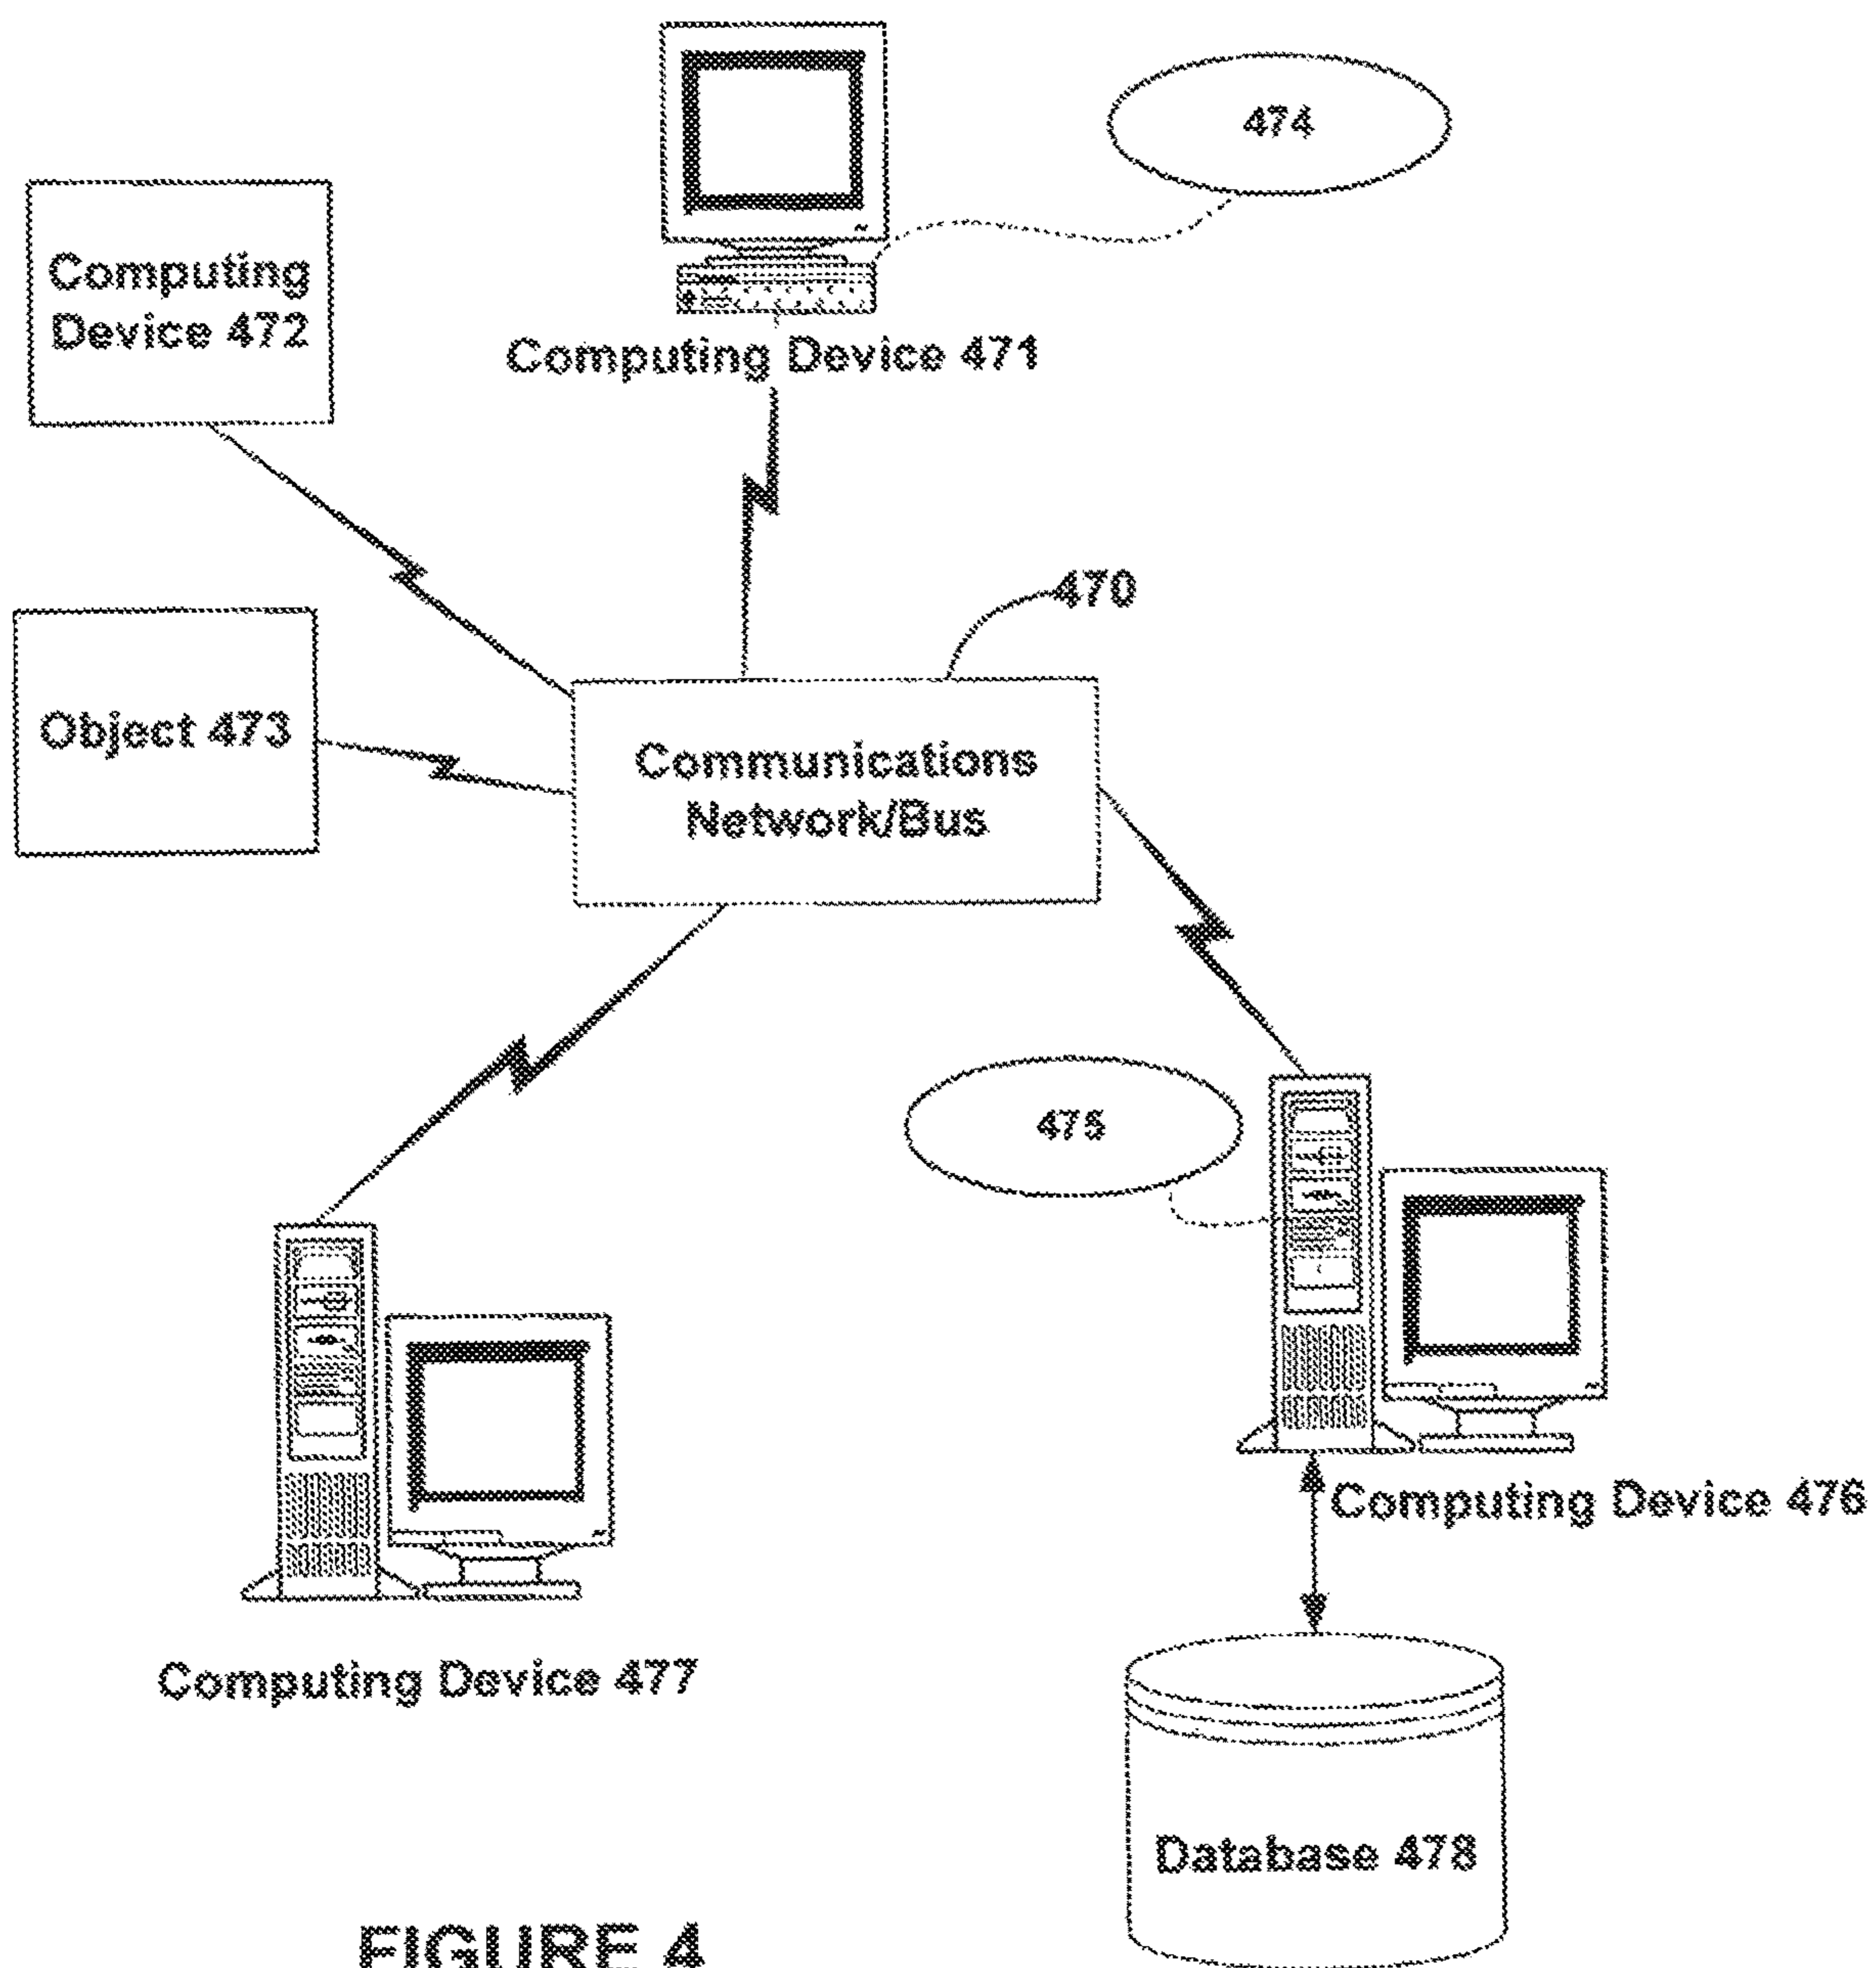 474
Computing
Device 472
Computing Device 471
470
Object 473
Communications
Network/Bus
475
Computing Device 476
Computing Device 477
Database 478
FIGURE 4